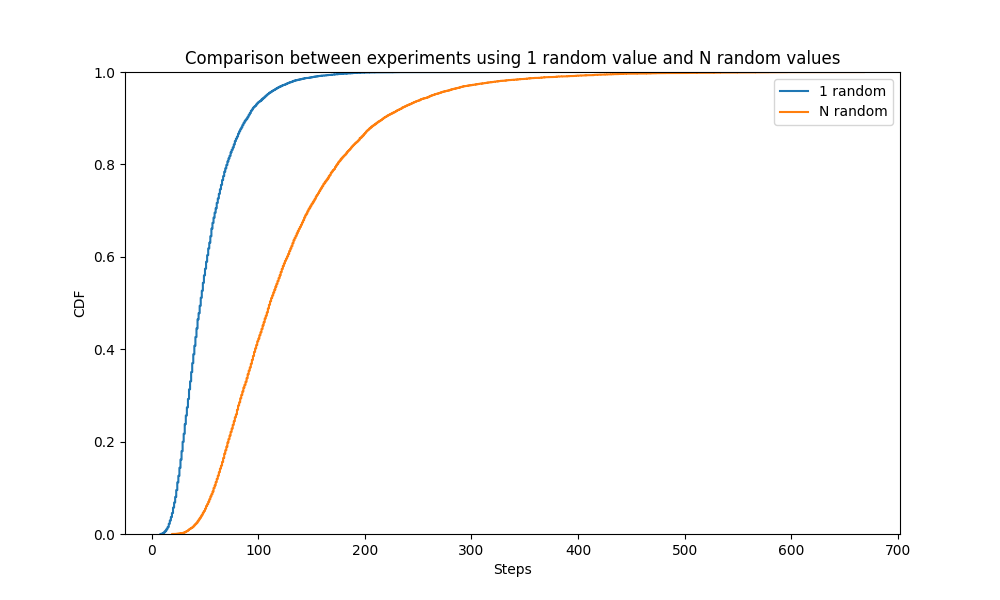 Comparison between experiments using 1 random value and N random values
1.0
0.8
0.6
0.4
0.2
0.0
CDF
1 random
N random
0 100 200 300 400 500 600 700
Steps